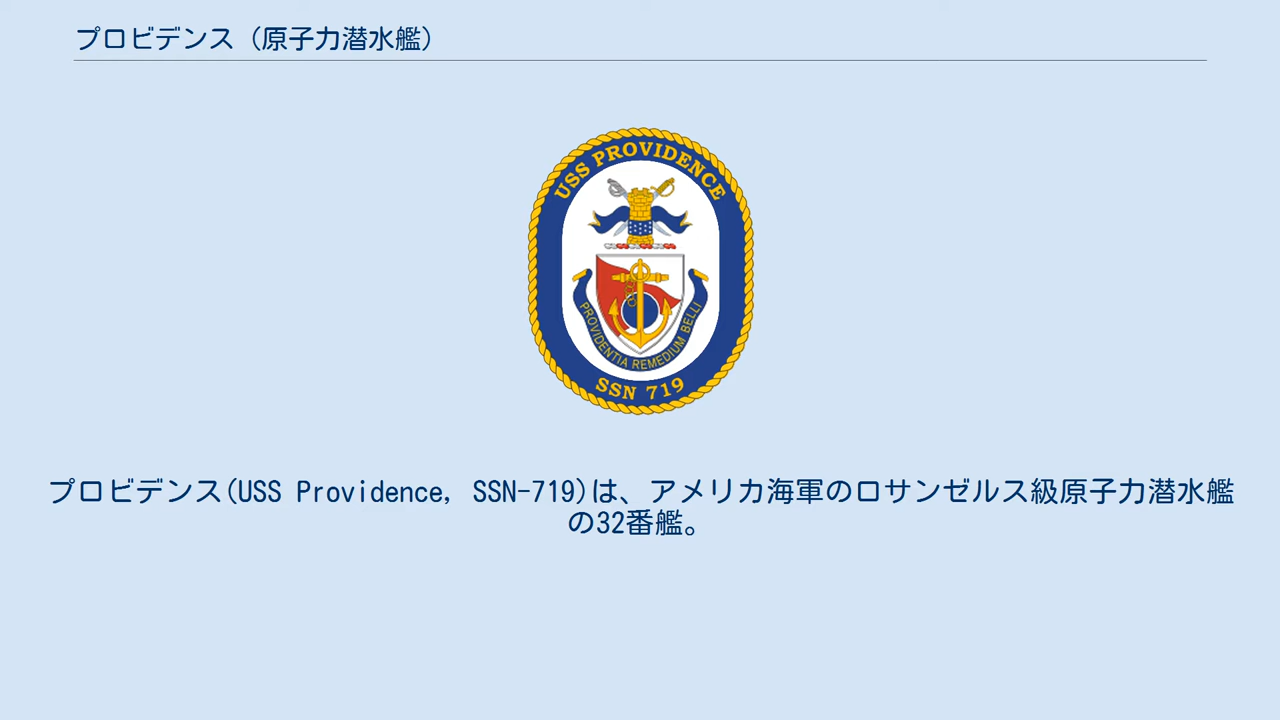 プロビデンス（原子力潜水艦）
USS PROVIDENCE
PROVIDENTIA REMEDIUM BELLI
SSN 719
プロビデンス(USS Providence, SSN-719)は、アメリカ海軍のロサンゼルス級原子力潜水艦
の32番艦。